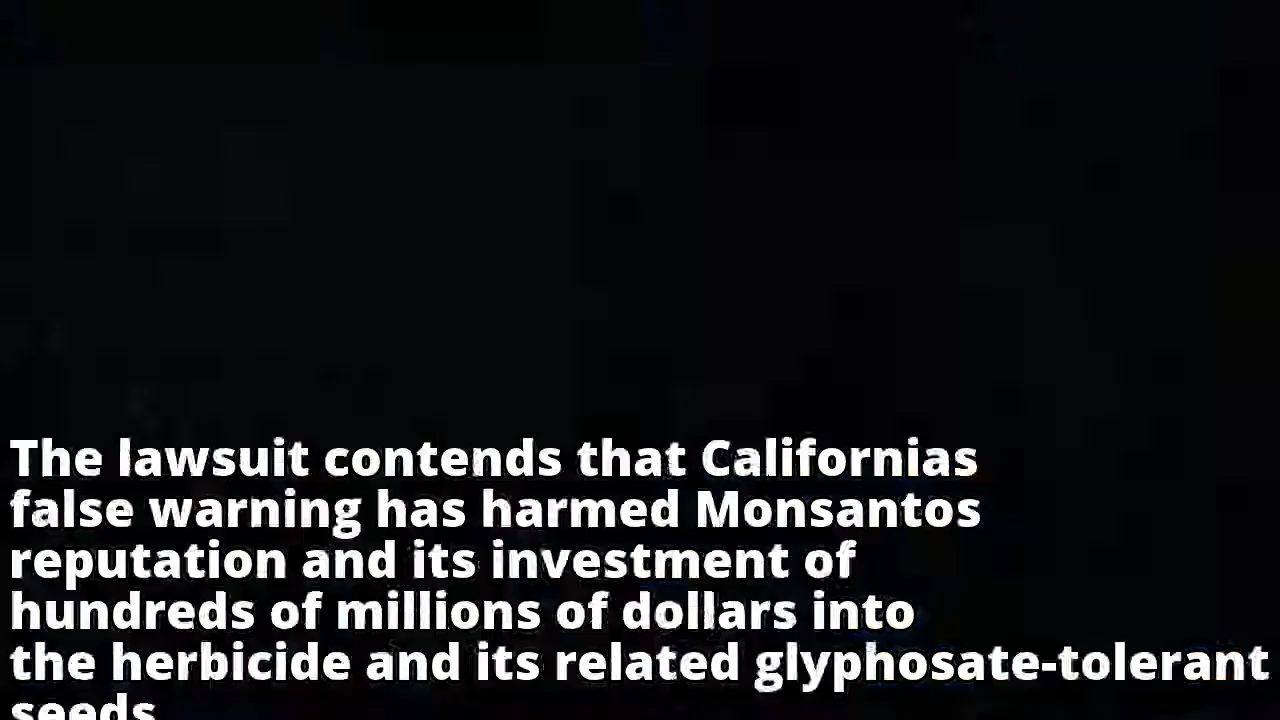 The lawsuit contends that Californias
false warning has harmed Monsantos
reputation and its investment of
hundreds of millions of dollars into
the herbicide and its related glyphosate-tolerant
seeds